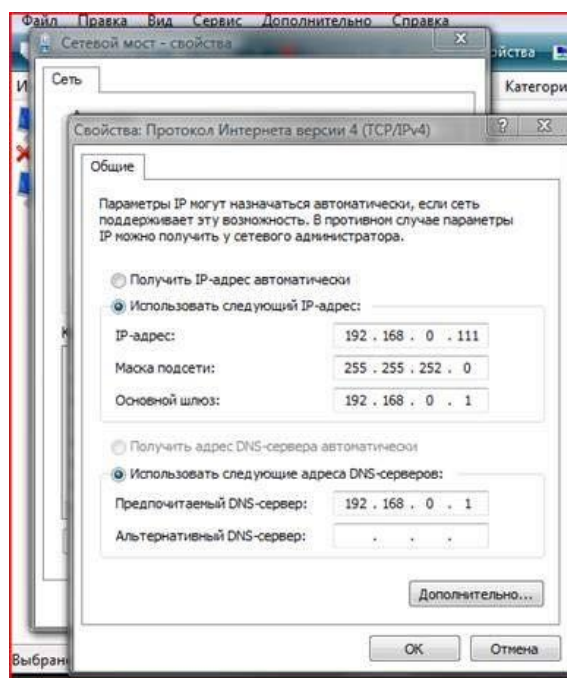 Файл Правка Вид Сервис Дополнительно Справка
Сетевой мост - свойства
Сеть
Категори
Свойства: Протокол Интернета версии 4 (TCP/IPv4)
Общие
Параметры IP могут назначаться автоматически, если сеть
поддерживает эту возможность. В противном случае параметры
IP можно получить у сетевого администратора.
Получить IP-адрес автоматически
Использовать следующий IP-адрес:
IP-адрес: 192 . 168 . 0 . 111
Маска подсети: 255 . 255 . 252 . 0
Основной шлюз: 192 . 168 . 0 . 1
Получить адрес DNS-сервера автоматически
Использовать следующие адреса DNS-серверов:
Предпочитаемый DNS-сервер: 192 . 168 . 0 . 1
Альтернативный DNS-сервер: . . .
Дополнительно...
OK Отмена
Выбран